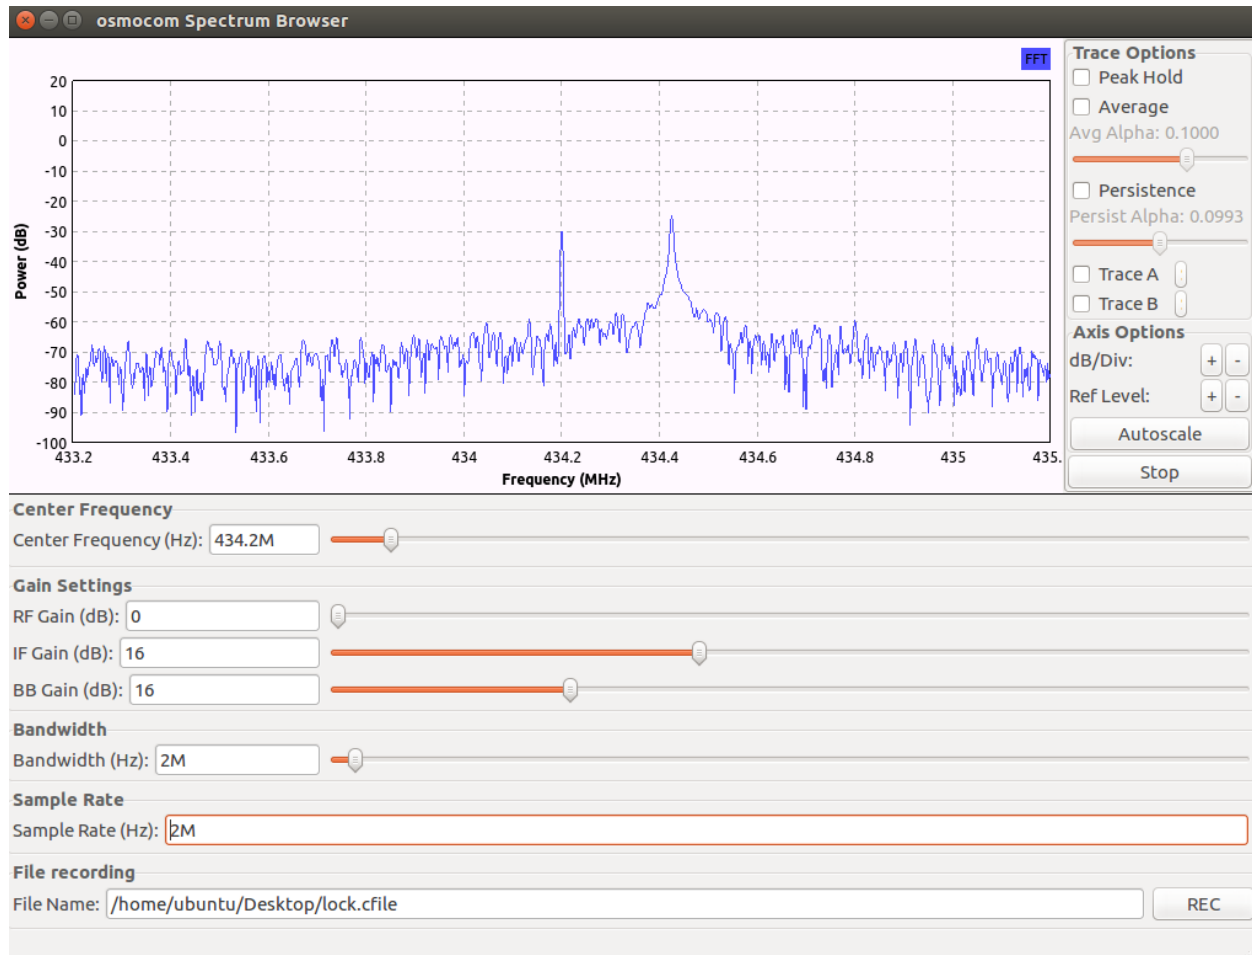 osmocom Spectrum Browser
FFT
Trace Options
Peak Hold
Average
Avg Alpha: 0.1000
Persistence
Persist Alpha: 0.0993
Trace A
Trace B
Axis Options
dB/Div: + -
Ref Level: + -
Autoscale
Stop
Power (dB)
20
10
0
-10
-20
-30
-40
-50
-60
-70
-80
-90
-100
433.2 433.4 433.6 433.8 434 434.2 434.4 434.6 434.8 435 435.
Frequency (MHz)
Center Frequency
Center Frequency (Hz): 434.2M
Gain Settings
RF Gain (dB): 0
IF Gain (dB): 16
BB Gain (dB): 16
Bandwidth
Bandwidth (Hz): 2M
Sample Rate
Sample Rate (Hz): 2M
File recording
File Name: /home/ubuntu/Desktop/lock.cfile REC